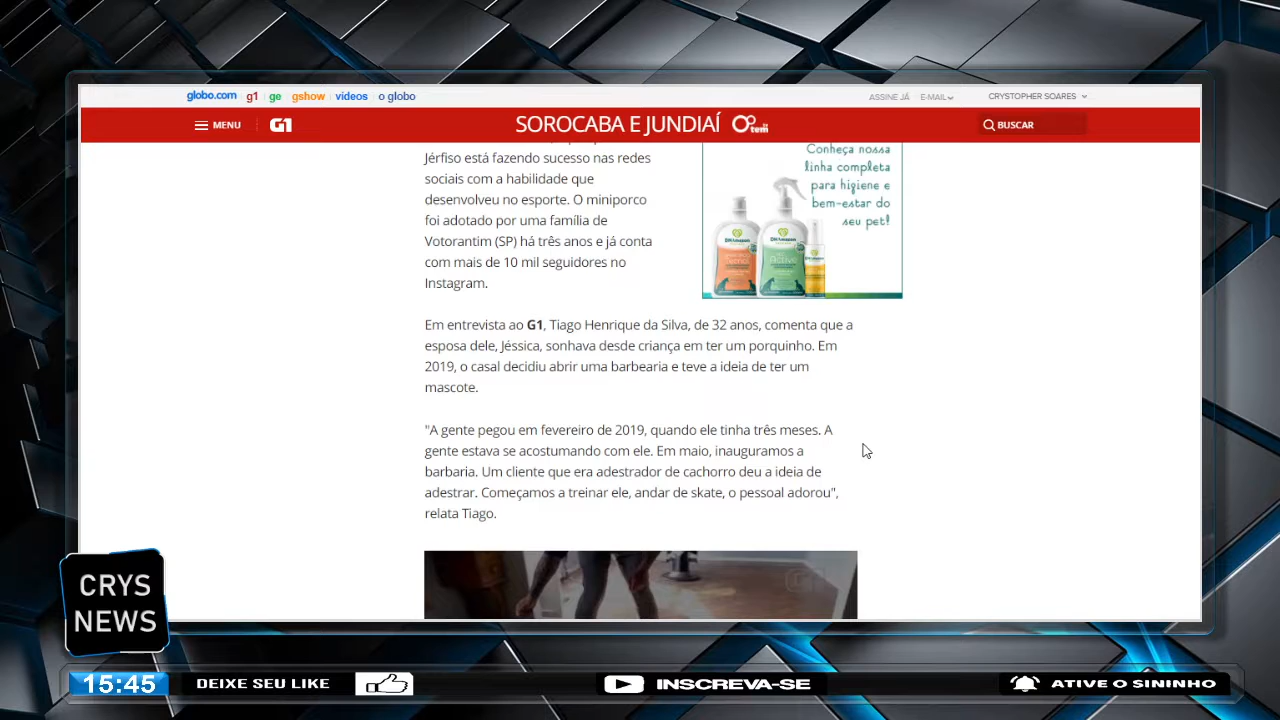 globo.com g1 ge gshow vídeos o globo
ASSINE JÁ E-MAIL CRYSTOPHER SOARES
MENU G1 SOROCABA E JUNDIAÍ tem BUSCAR
Jérfiso está fazendo sucesso nas redes
sociais com a habilidade que
desenvolveu no esporte. O miniporco
foi adotado por uma família de
Votorantim (SP) há três anos e já conta
com mais de 10 mil seguidores no
Instagram.
Conheça nossa
linha completa
para higiene e
bem-estar do
seu pet!
Em entrevista ao G1, Tiago Henrique da Silva, de 32 anos, comenta que a
esposa dele, Jéssica, sonhava desde criança em ter um porquinho. Em
2019, o casal decidiu abrir uma barbearia e teve a ideia de ter um
mascote.
"A gente pegou em fevereiro de 2019, quando ele tinha três meses. A
gente estava se acostumando com ele. Em maio, inauguramos a
barbaria. Um cliente que era adestrador de cachorro deu a ideia de
adestrar. Começamos a treinar ele, andar de skate, o pessoal adorou",
relata Tiago.
CRYS
NEWS
15:45 DEIXE SEU LIKE INSCREVA-SE ATIVE O SININHO